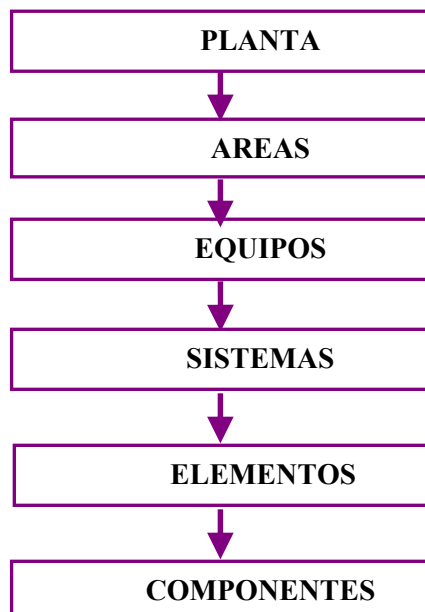 PLANTA
AREAS
EQUIPOS
SISTEMAS
ELEMENTOS
COMPONENTES